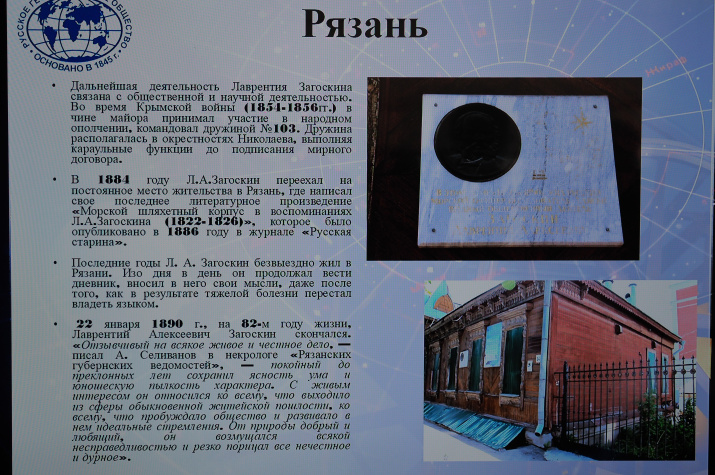 РУССКОЕ ГЕ
ОБЩЕСТВО
ОСНОВАНО В 1845 г.
Рязань
Жираф
• Дальнейшая деятельность Лаврентия Загоскина
связана с общественной и научной деятельностью.
Во время Крымской войны (1854-1856гг.) в
чине майора принимал участие в народном
ополчении, командовал дружиной №103. Дружина
располагалась в окрестностях Николаева, выполняя
караульные функции до подписания мирного
договора.
• В 1884 году Л.А.Загоскин переехал на
постоянное место жительства в Рязань, где написал
свое последнее литературное произведение
«Морской шляхетный корпус в воспоминаниях
Л.А.Загоскина (1822-1826)», которое было
опубликовано в 1886 году в журнале «Русская
старина».
• Последние годы Л. А. Загоскин безвыездно жил в
Рязани. Изо дня в день он продолжал вести
дневник, вносил в него свои мысли, даже после
того, как в результате тяжелой болезни перестал
владеть языком.
• 22 января 1890 г., на 82-м году жизни,
Лаврентий Алексеевич Загоскин скончался.
«Отзывчивый на всякое живое и честное дело, —
писал А. Селиванов в некрологе «Рязанских
губернских ведомостей», — покойный до
преклонных лет сохранил ясность ума и
юношескую пылкость характера. С живым
интересом он относился ко всему, что выходило
из сферы обыкновенной житейской пошлости, ко
всему, что пробуждало общество и развивало в
нем идеальные стремления. От природы добрый и
любящий, он возмущался всякой
несправедливостью и резко порицал все нечестное
и дурное».